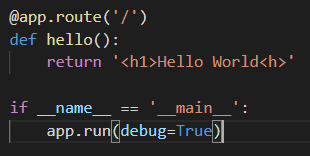 @app.route('/')
def hello():
    return '<h1>Hello World<h>'

if __name__ == '__main__':
    app.run(debug=True)